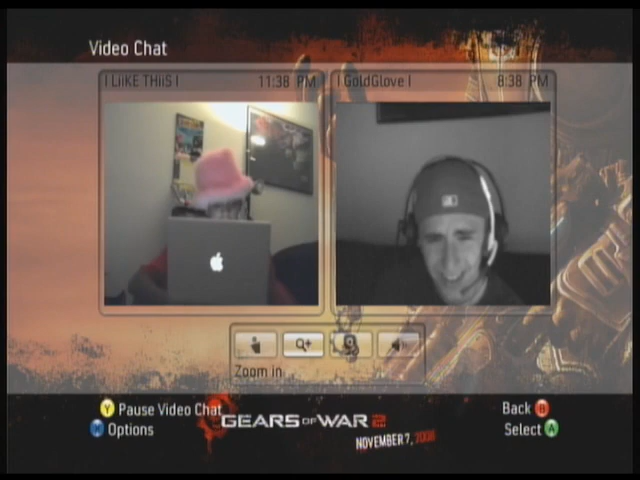 Video Chat
I LiiKE THiiS I 11:38 PM
I GoldGlove I 8:38 PM
Zoom in
Y Pause Video Chat
X Options
Back B
Select A
GEARS OF WAR 2
NOVEMBER 7, 2008